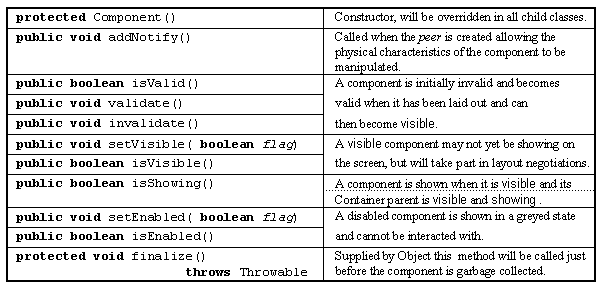 protected Component()
Constructor, will be overridden in all child classes.
public void addNotify()
Called when the peer is created allowing the
physical characteristics of the component to be
manipulated.
public boolean isValid()
public void validate()
public void invalidate()
A component is initially invalid and becomes
valid when it has been laid out and can
then become visible.
public void setVisible( boolean flag)
public boolean isVisible()
A visible component may not yet be showing on
the screen, but will take part in layout negotiations.
public boolean isShowing()
A component is shown when it is visible and its
Container parent is visible and showing .
public void setEnabled( boolean flag)
public boolean isEnabled()
A disabled component is shown in a greyed state
and cannot be interacted with.
protected void finalize()
throws Throwable
Supplied by Object this method will be called just
before the component is garbage collected.